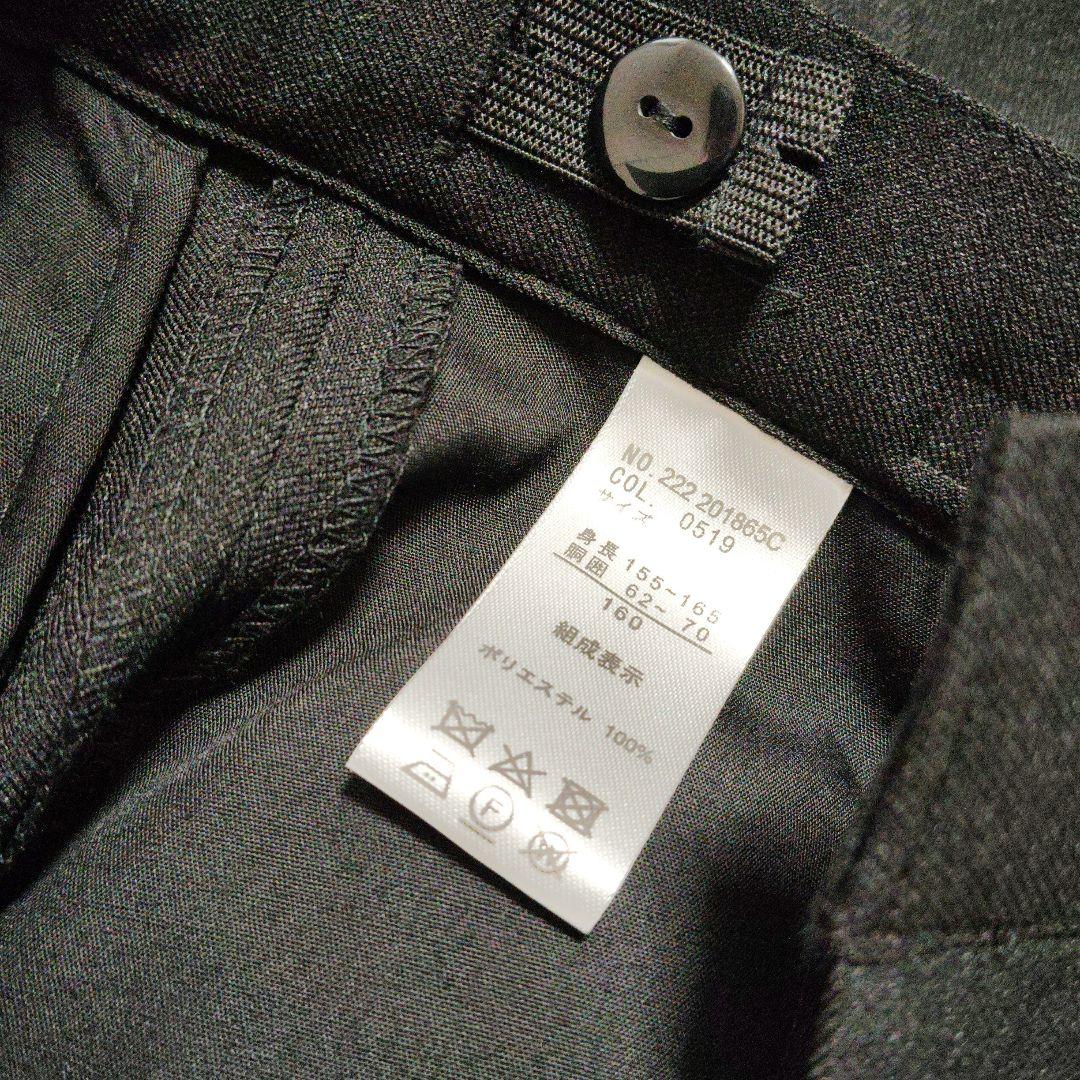 NO. 222 201865C
COL. 0519
サイズ
身長 155~165
胴囲 62~ 70
160
組成表示
ポリエステル 100%
F
W